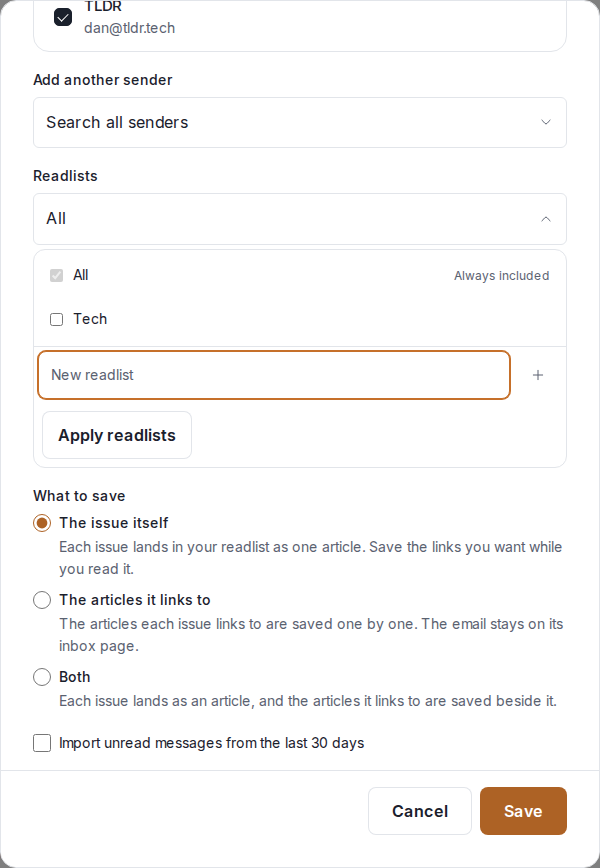 TLDR
dan@tldr.tech
Add another sender
Search all senders
Readlists
All
All
Always included
Tech
New readlist
Apply readlists
What to save
The issue itself
Each issue lands in your readlist as one article. Save the links you want while
you read it.
The articles it links to
The articles each issue links to are saved one by one. The email stays on its
inbox page.
Both
Each issue lands as an article, and the articles it links to are saved beside it.
Import unread messages from the last 30 days
Cancel
Save